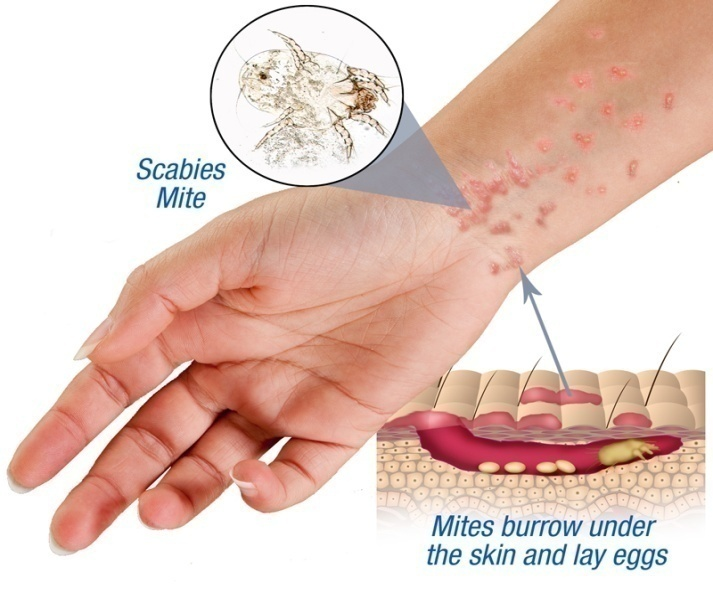 Scabies
Mite
Mites burrow under
the skin and lay eggs